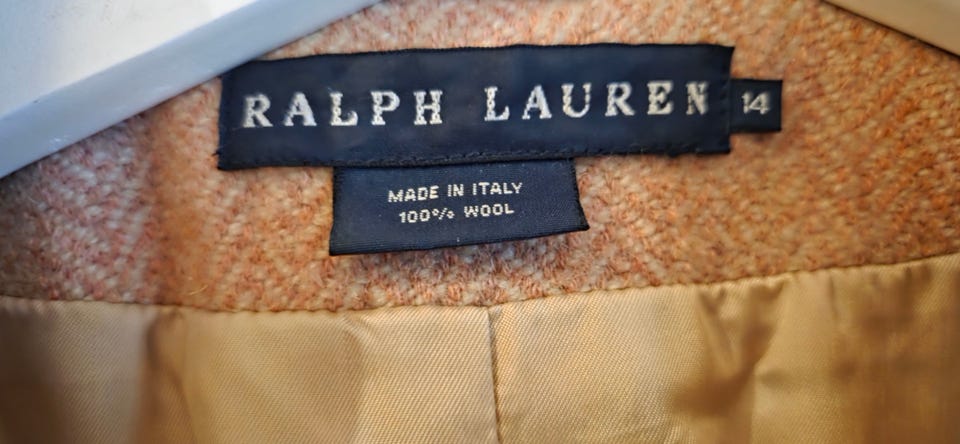 RALPH LAUREN
14
MADE IN ITALY
100% WOOL